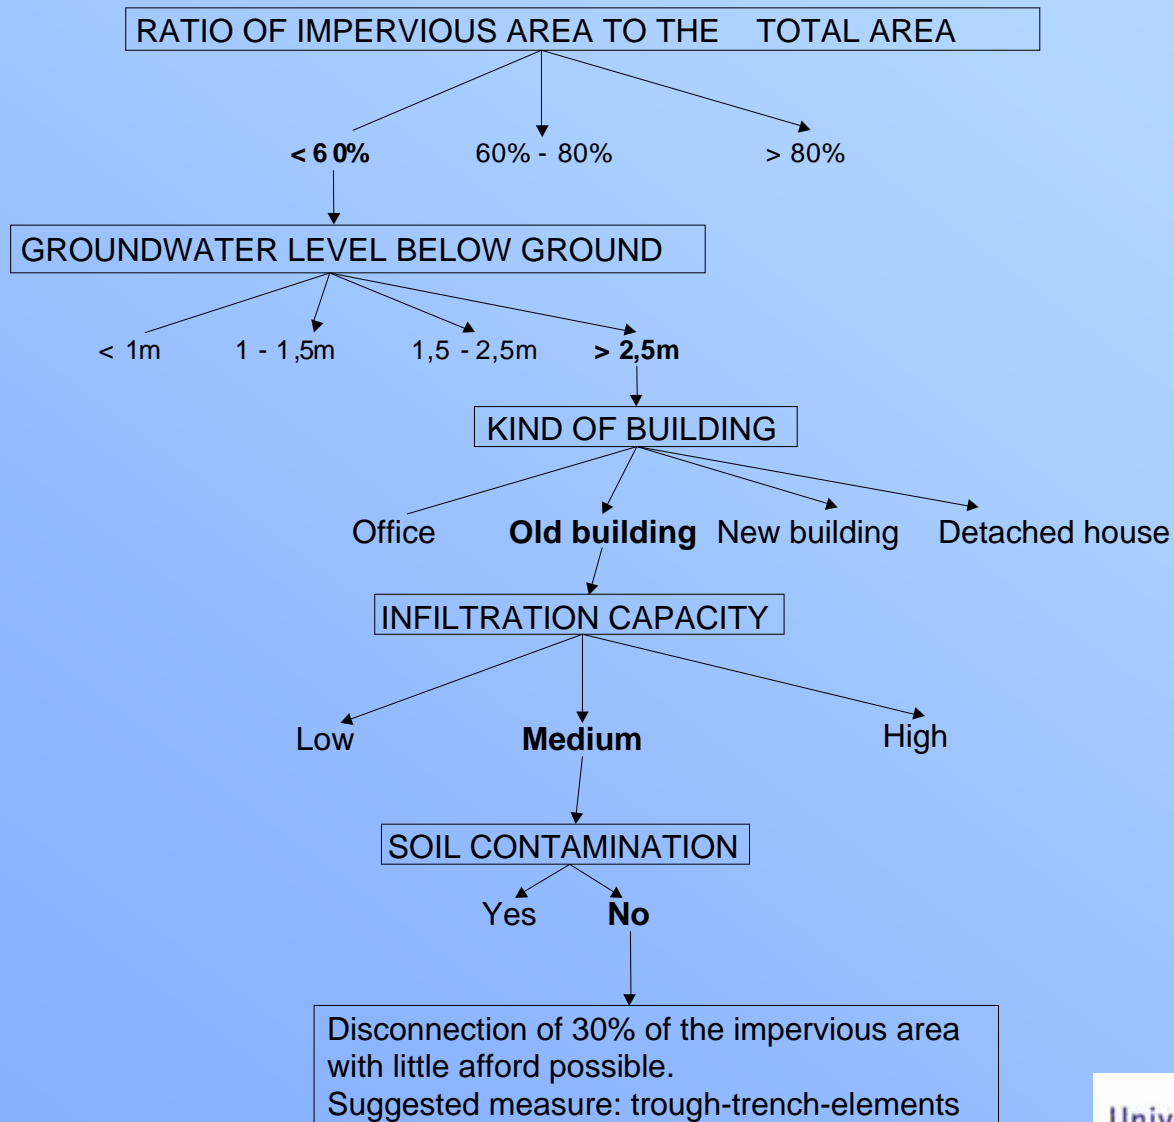 RATIO OF IMPERVIOUS AREA TO THE TOTAL AREA
< 60% 60% - 80% > 80%
GROUNDWATER LEVEL BELOW GROUND
< 1m 1 - 1,5m 1,5 - 2,5m > 2,5m
KIND OF BUILDING
Office Old building New building Detached house
INFILTRATION CAPACITY
Low Medium High
SOIL CONTAMINATION
Yes No
Disconnection of 30% of the impervious area
with little afford possible.
Suggested measure: trough-trench-elements